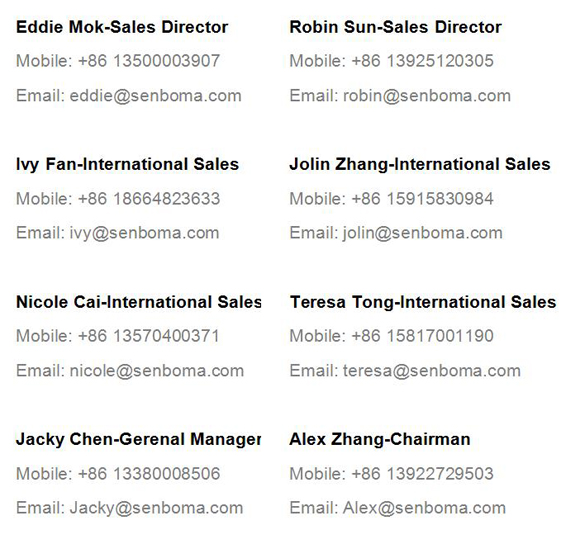 Eddie Mok-Sales Director
Mobile: +86 13500003907
Email: eddie@senboma.com
Robin Sun-Sales Director
Mobile: +86 13925120305
Email: robin@senboma.com
Ivy Fan-International Sales
Mobile: +86 18664823633
Email: ivy@senboma.com
Jolin Zhang-International Sales
Mobile: +86 15915830984
Email: jolin@senboma.com
Nicole Cai-International Sales
Mobile: +86 13570400371
Email: nicole@senboma.com
Teresa Tong-International Sales
Mobile: +86 15817001190
Email: teresa@senboma.com
Jacky Chen-Gerenal Manager
Mobile: +86 13380008506
Email: Jacky@senboma.com
Alex Zhang-Chairman
Mobile: +86 13922729503
Email: Alex@senboma.com